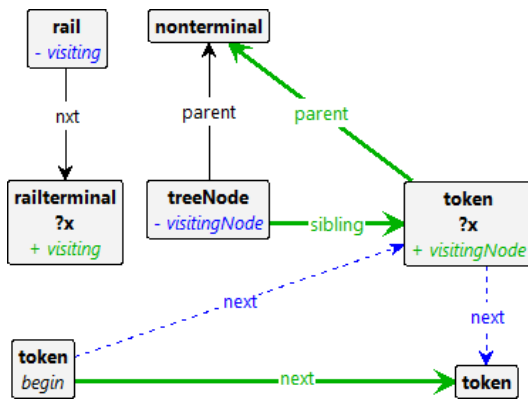 rail
- visiting
nonterminal
nxt
parent
parent
railterminal
?x
+ visiting
treeNode
- visitingNode
sibling
token
?x
+ visitingNode
next
next
token
begin
next
token